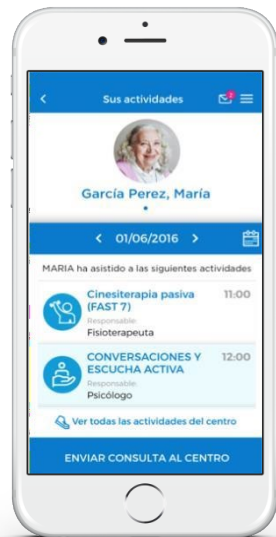 Sus actividades
2
García Perez, María
01/06/2016
MARIA ha asistido a las siguientes actividades
Cinesiterapia pasiva
(FAST 7)
11:00
Responsable:
Fisioterapeuta
CONVERSACIONES Y
ESCUCHA ACTIVA
12:00
Responsable:
Psicólogo
Ver todas las actividades del centro
ENVIAR CONSULTA AL CENTRO